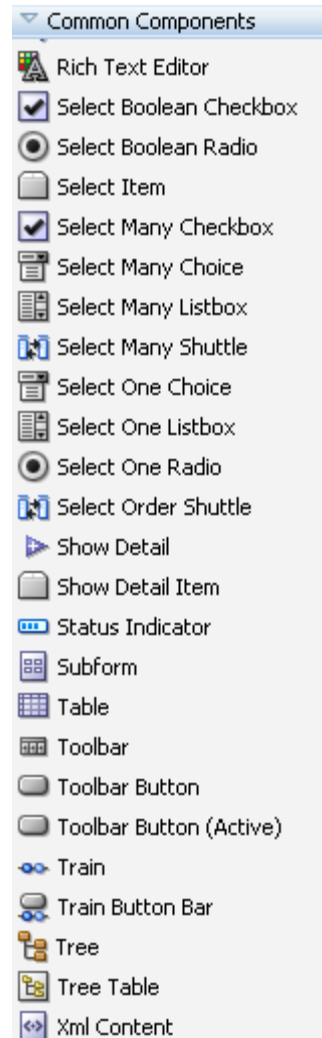 Common Components
Rich Text Editor
Select Boolean Checkbox
Select Boolean Radio
Select Item
Select Many Checkbox
Select Many Choice
Select Many Listbox
Select Many Shuttle
Select One Choice
Select One Listbox
Select One Radio
Select Order Shuttle
Show Detail
Show Detail Item
Status Indicator
Subform
Table
Toolbar
Toolbar Button
Toolbar Button (Active)
Train
Train Button Bar
Tree
Tree Table
Xml Content